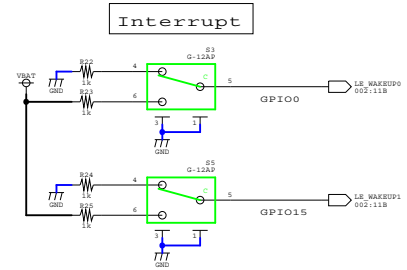 Interrupt
S3
G-12AP
R22
1k
4
C
5
VBAT
GND
R23
1k
6
GPIO0
LE_WAKEUP0
002:11B
3
1
GND
S5
G-12AP
R24
1k
4
C
5
GND
R25
1k
6
GPIO15
LE_WAKEUP1
002:11B
3
1
GND